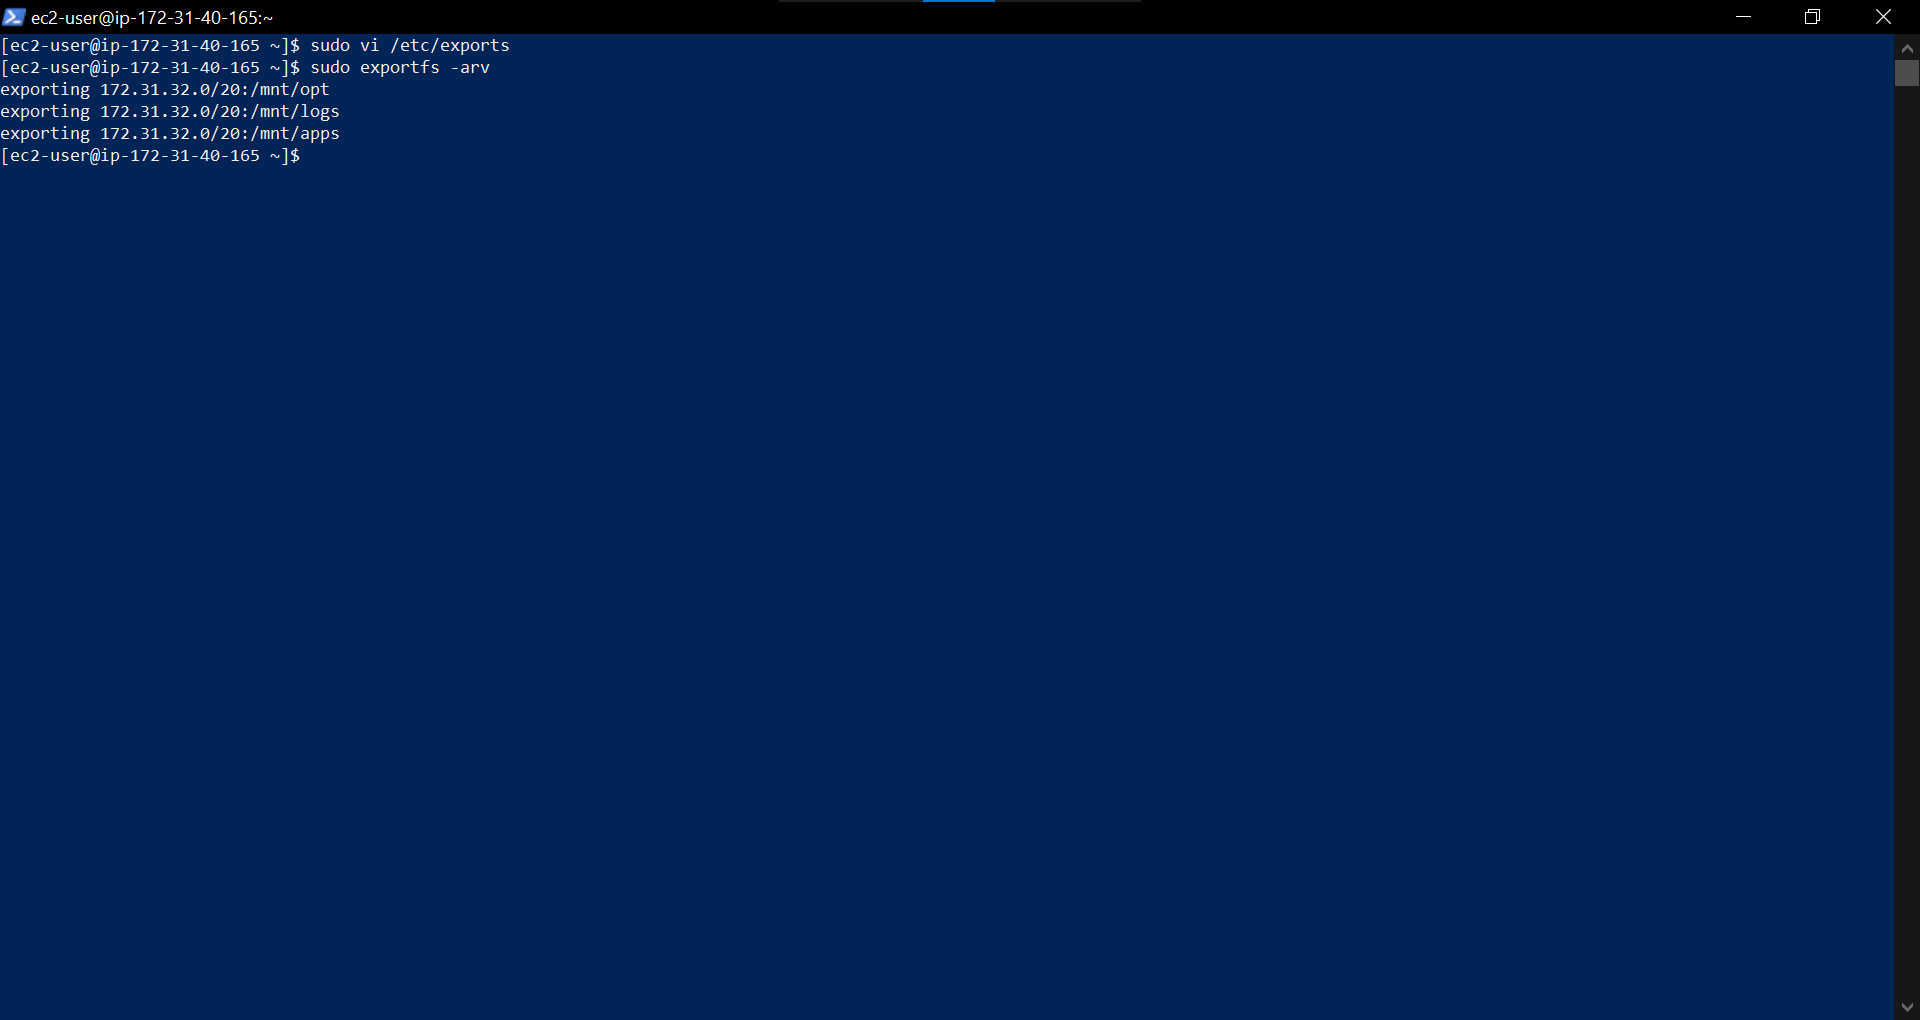 ec2-user@ip-172-31-40-165:~
[ec2-user@ip-172-31-40-165 ~]$ sudo vi /etc/exports
[ec2-user@ip-172-31-40-165 ~]$ sudo exportfs -arv
exporting 172.31.32.0/20:/mnt/opt
exporting 172.31.32.0/20:/mnt/logs
exporting 172.31.32.0/20:/mnt/apps
[ec2-user@ip-172-31-40-165 ~]$